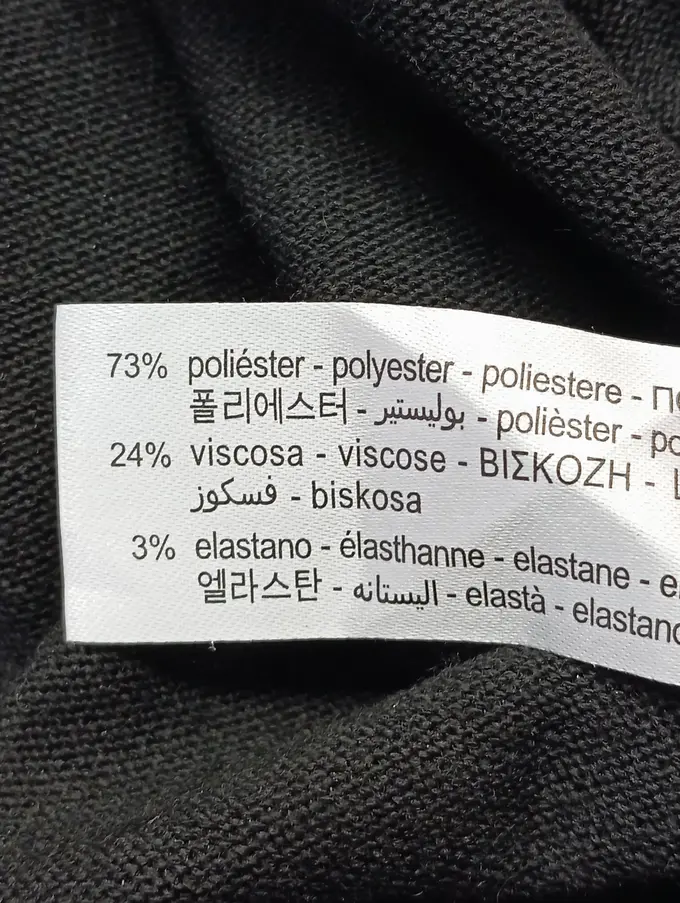 73% poliéster - polyester - poliestere -
폴리에스터 - بوليستير - polièster -
24% viscosa - viscose - ΒΙΣΚΟΖΗ -
فسكوز - biskosa
3% elastano - élasthanne - elastane -
엘라스탄 - اليستانه - elastà - elastano